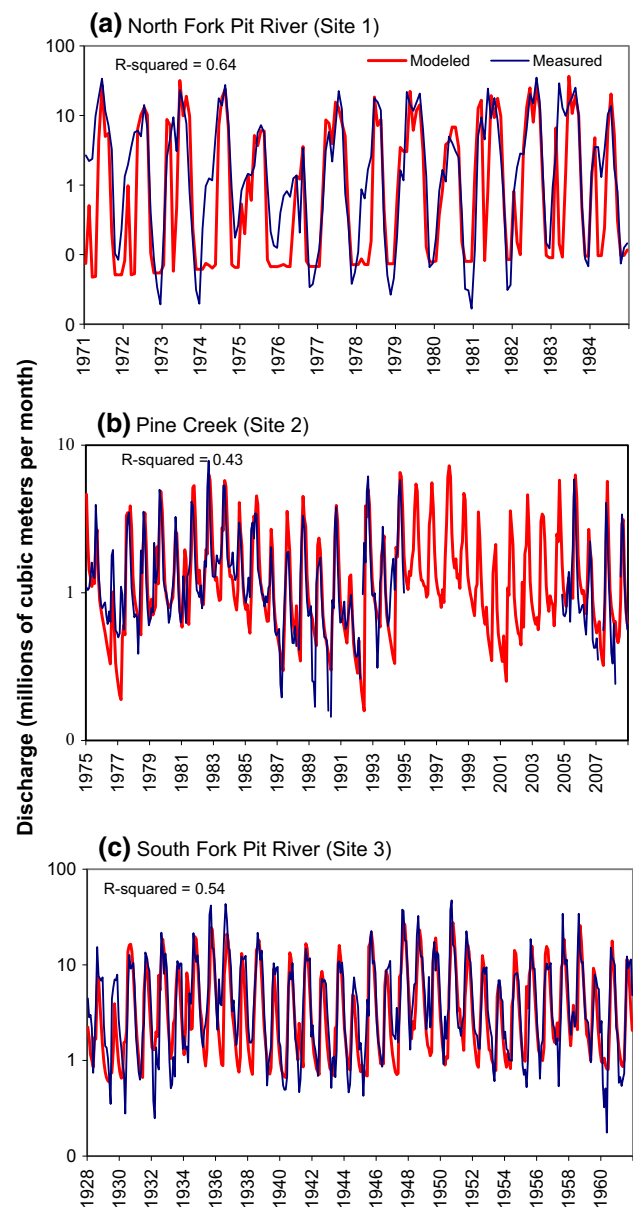 (a) North Fork Pit River (Site 1)
R-squared = 0.64
Modeled
Measured
100
10
1
0
0
1971 1972 1973 1974 1975 1976 1977 1978 1979 1980 1981 1982 1983 1984
Discharge (millions of cubic meters per month)
(b) Pine Creek (Site 2)
R-squared = 0.43
10
1
0
1975 1977 1979 1981 1983 1985 1987 1989 1991 1993 1995 1997 1999 2001 2003 2005 2007
(c) South Fork Pit River (Site 3)
R-squared = 0.54
100
10
1
0
1928 1930 1932 1934 1936 1938 1940 1942 1944 1946 1948 1950 1952 1954 1956 1958 1960